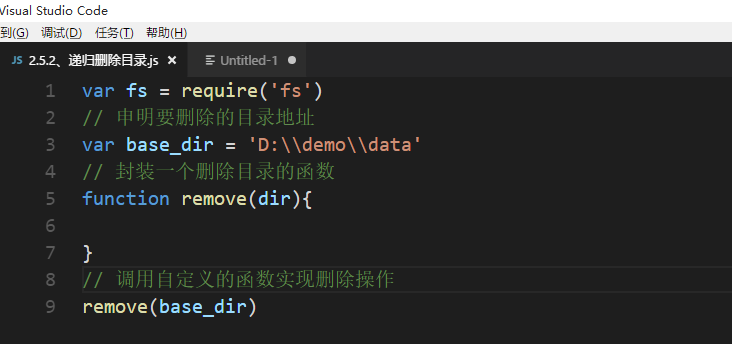 Visual Studio Code
到(G) 调试(D) 任务(T) 帮助(H)
JS 2.5.2、递归删除目录.js × Untitled-1 ●
1 var fs = require('fs')
2 // 申明要删除的目录地址
3 var base_dir = 'D:\\demo\\data'
4 // 封装一个删除目录的函数
5 function remove(dir){
6
7 }
8 // 调用自定义的函数实现删除操作
9 remove(base_dir)